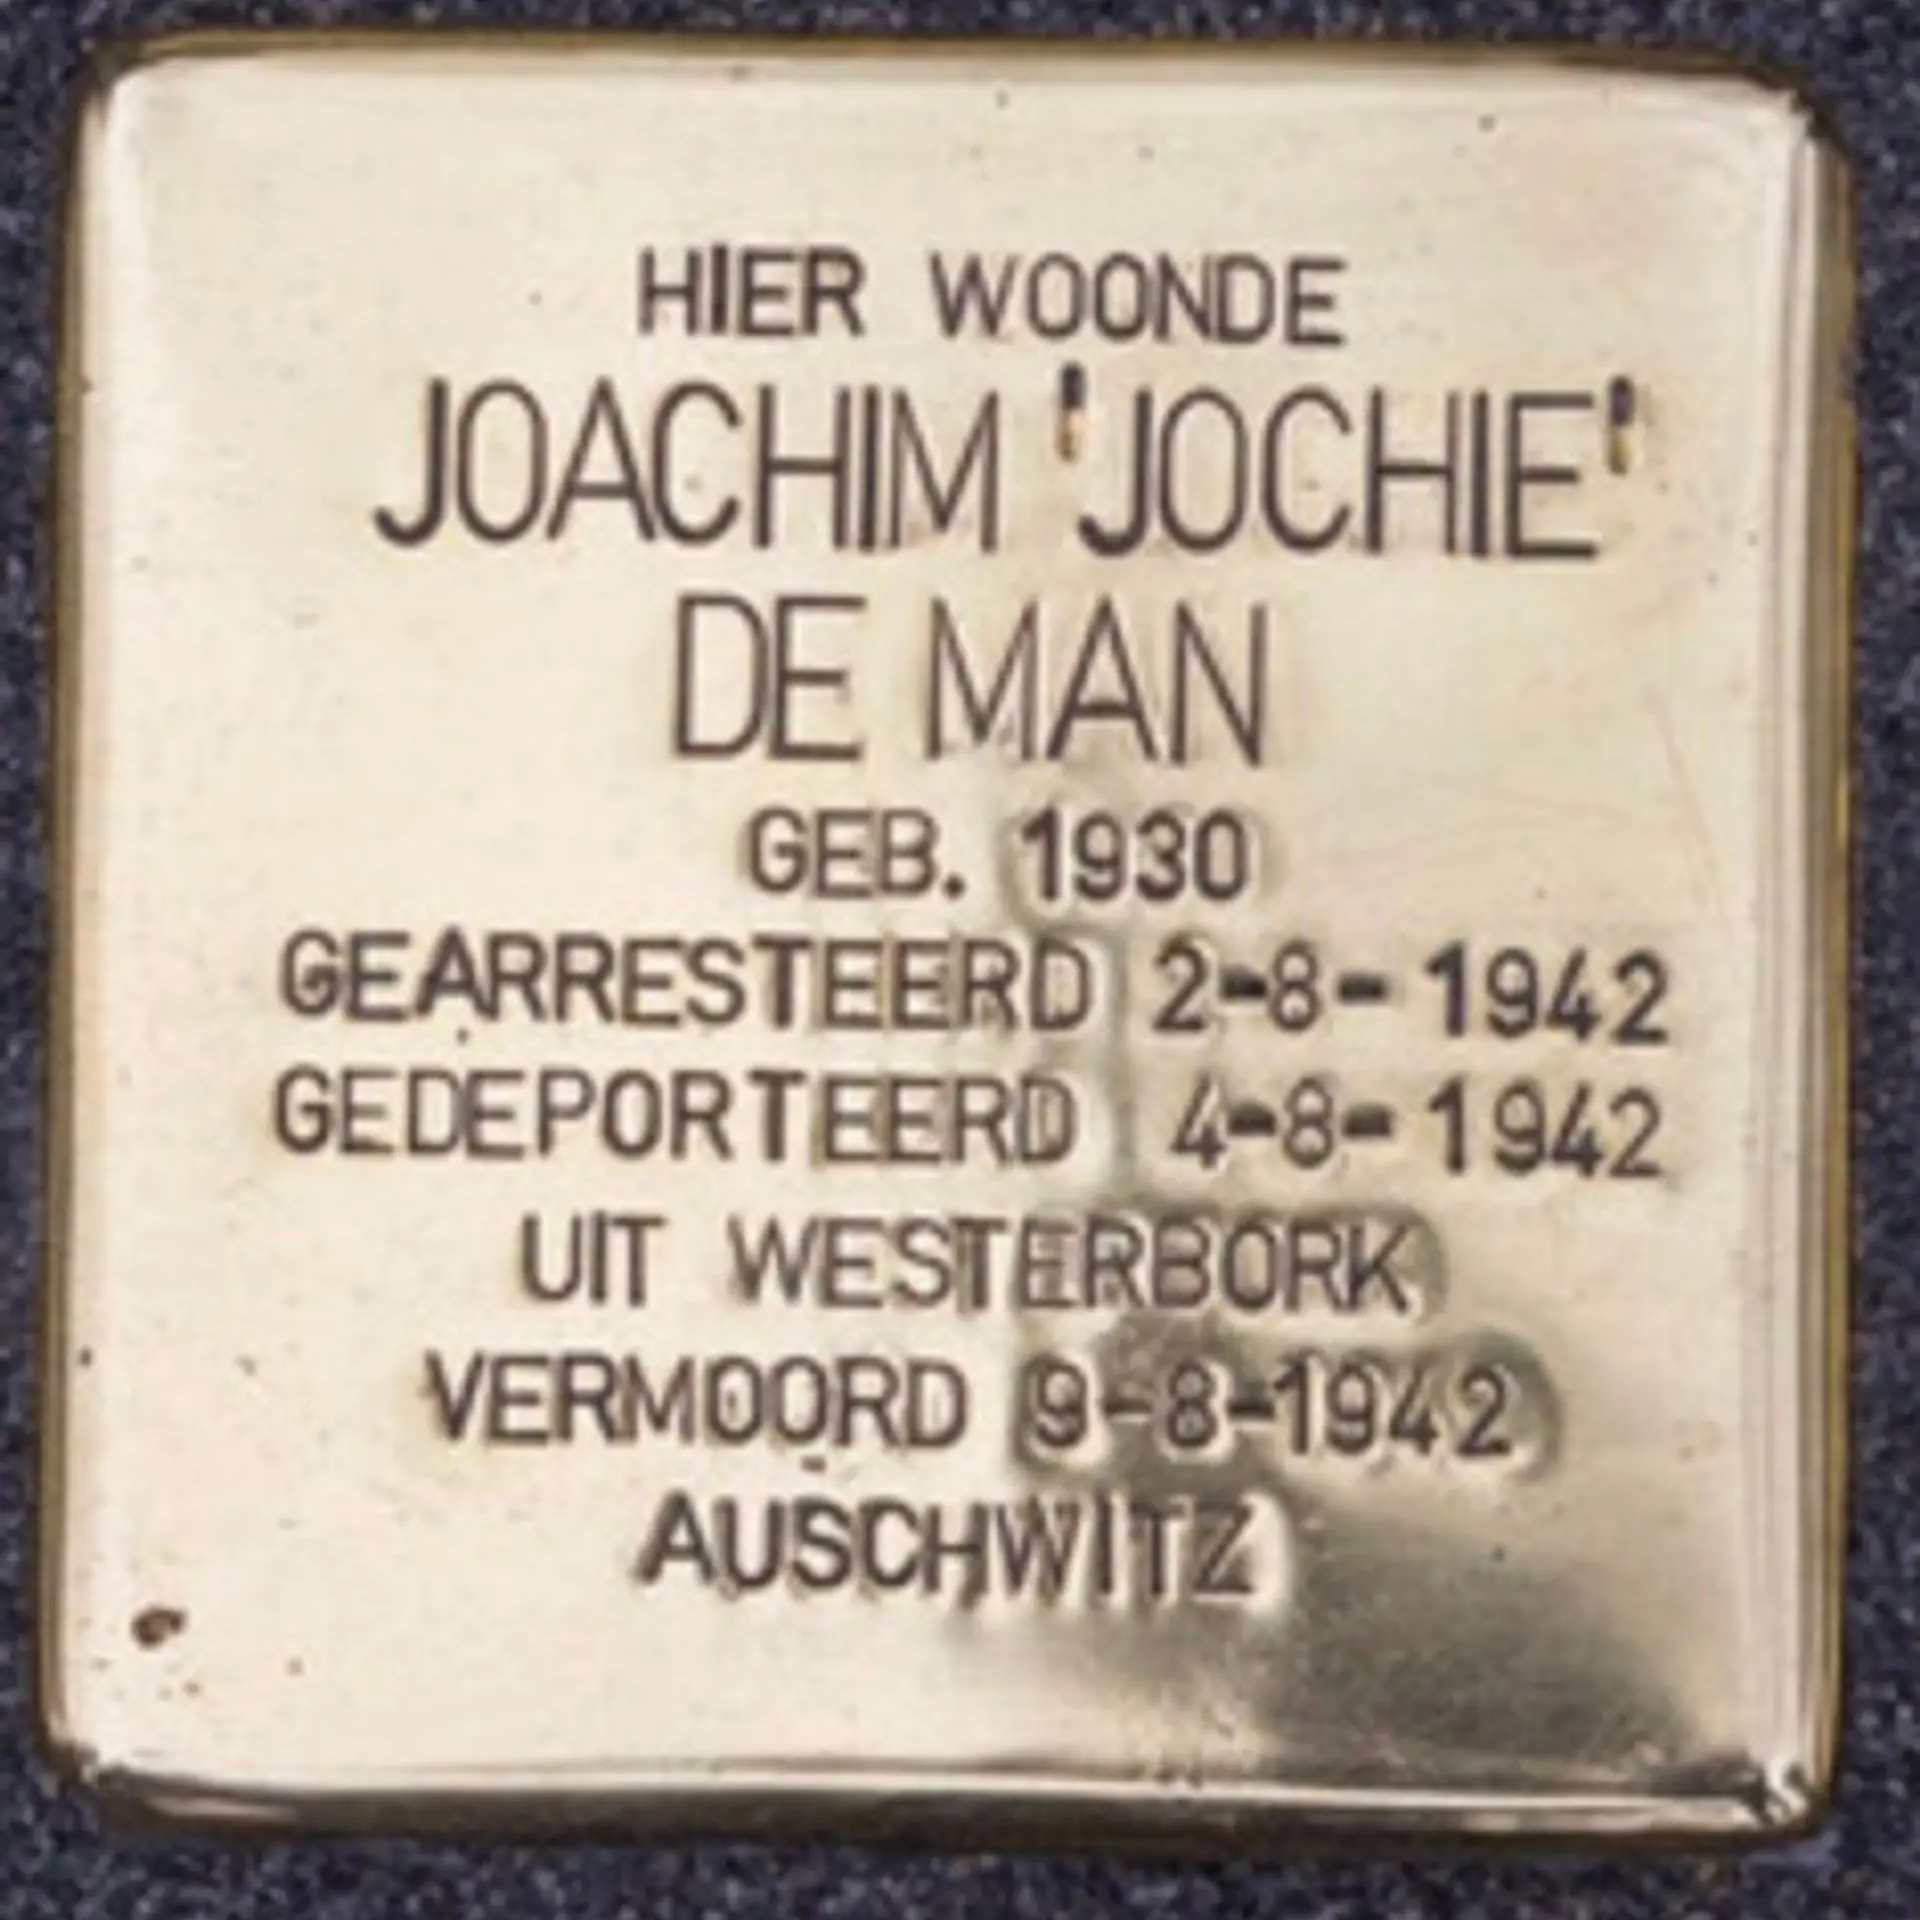 HIER WOONDE
JOACHIM 'JOCHIE'
DE MAN
GEB. 1930
GEARRESTEERD 2-8-1942
GEDEPORTEERD 4-8-1942
UIT WESTERBORK
VERMOORD 9-8-1942
AUSCHWITZ